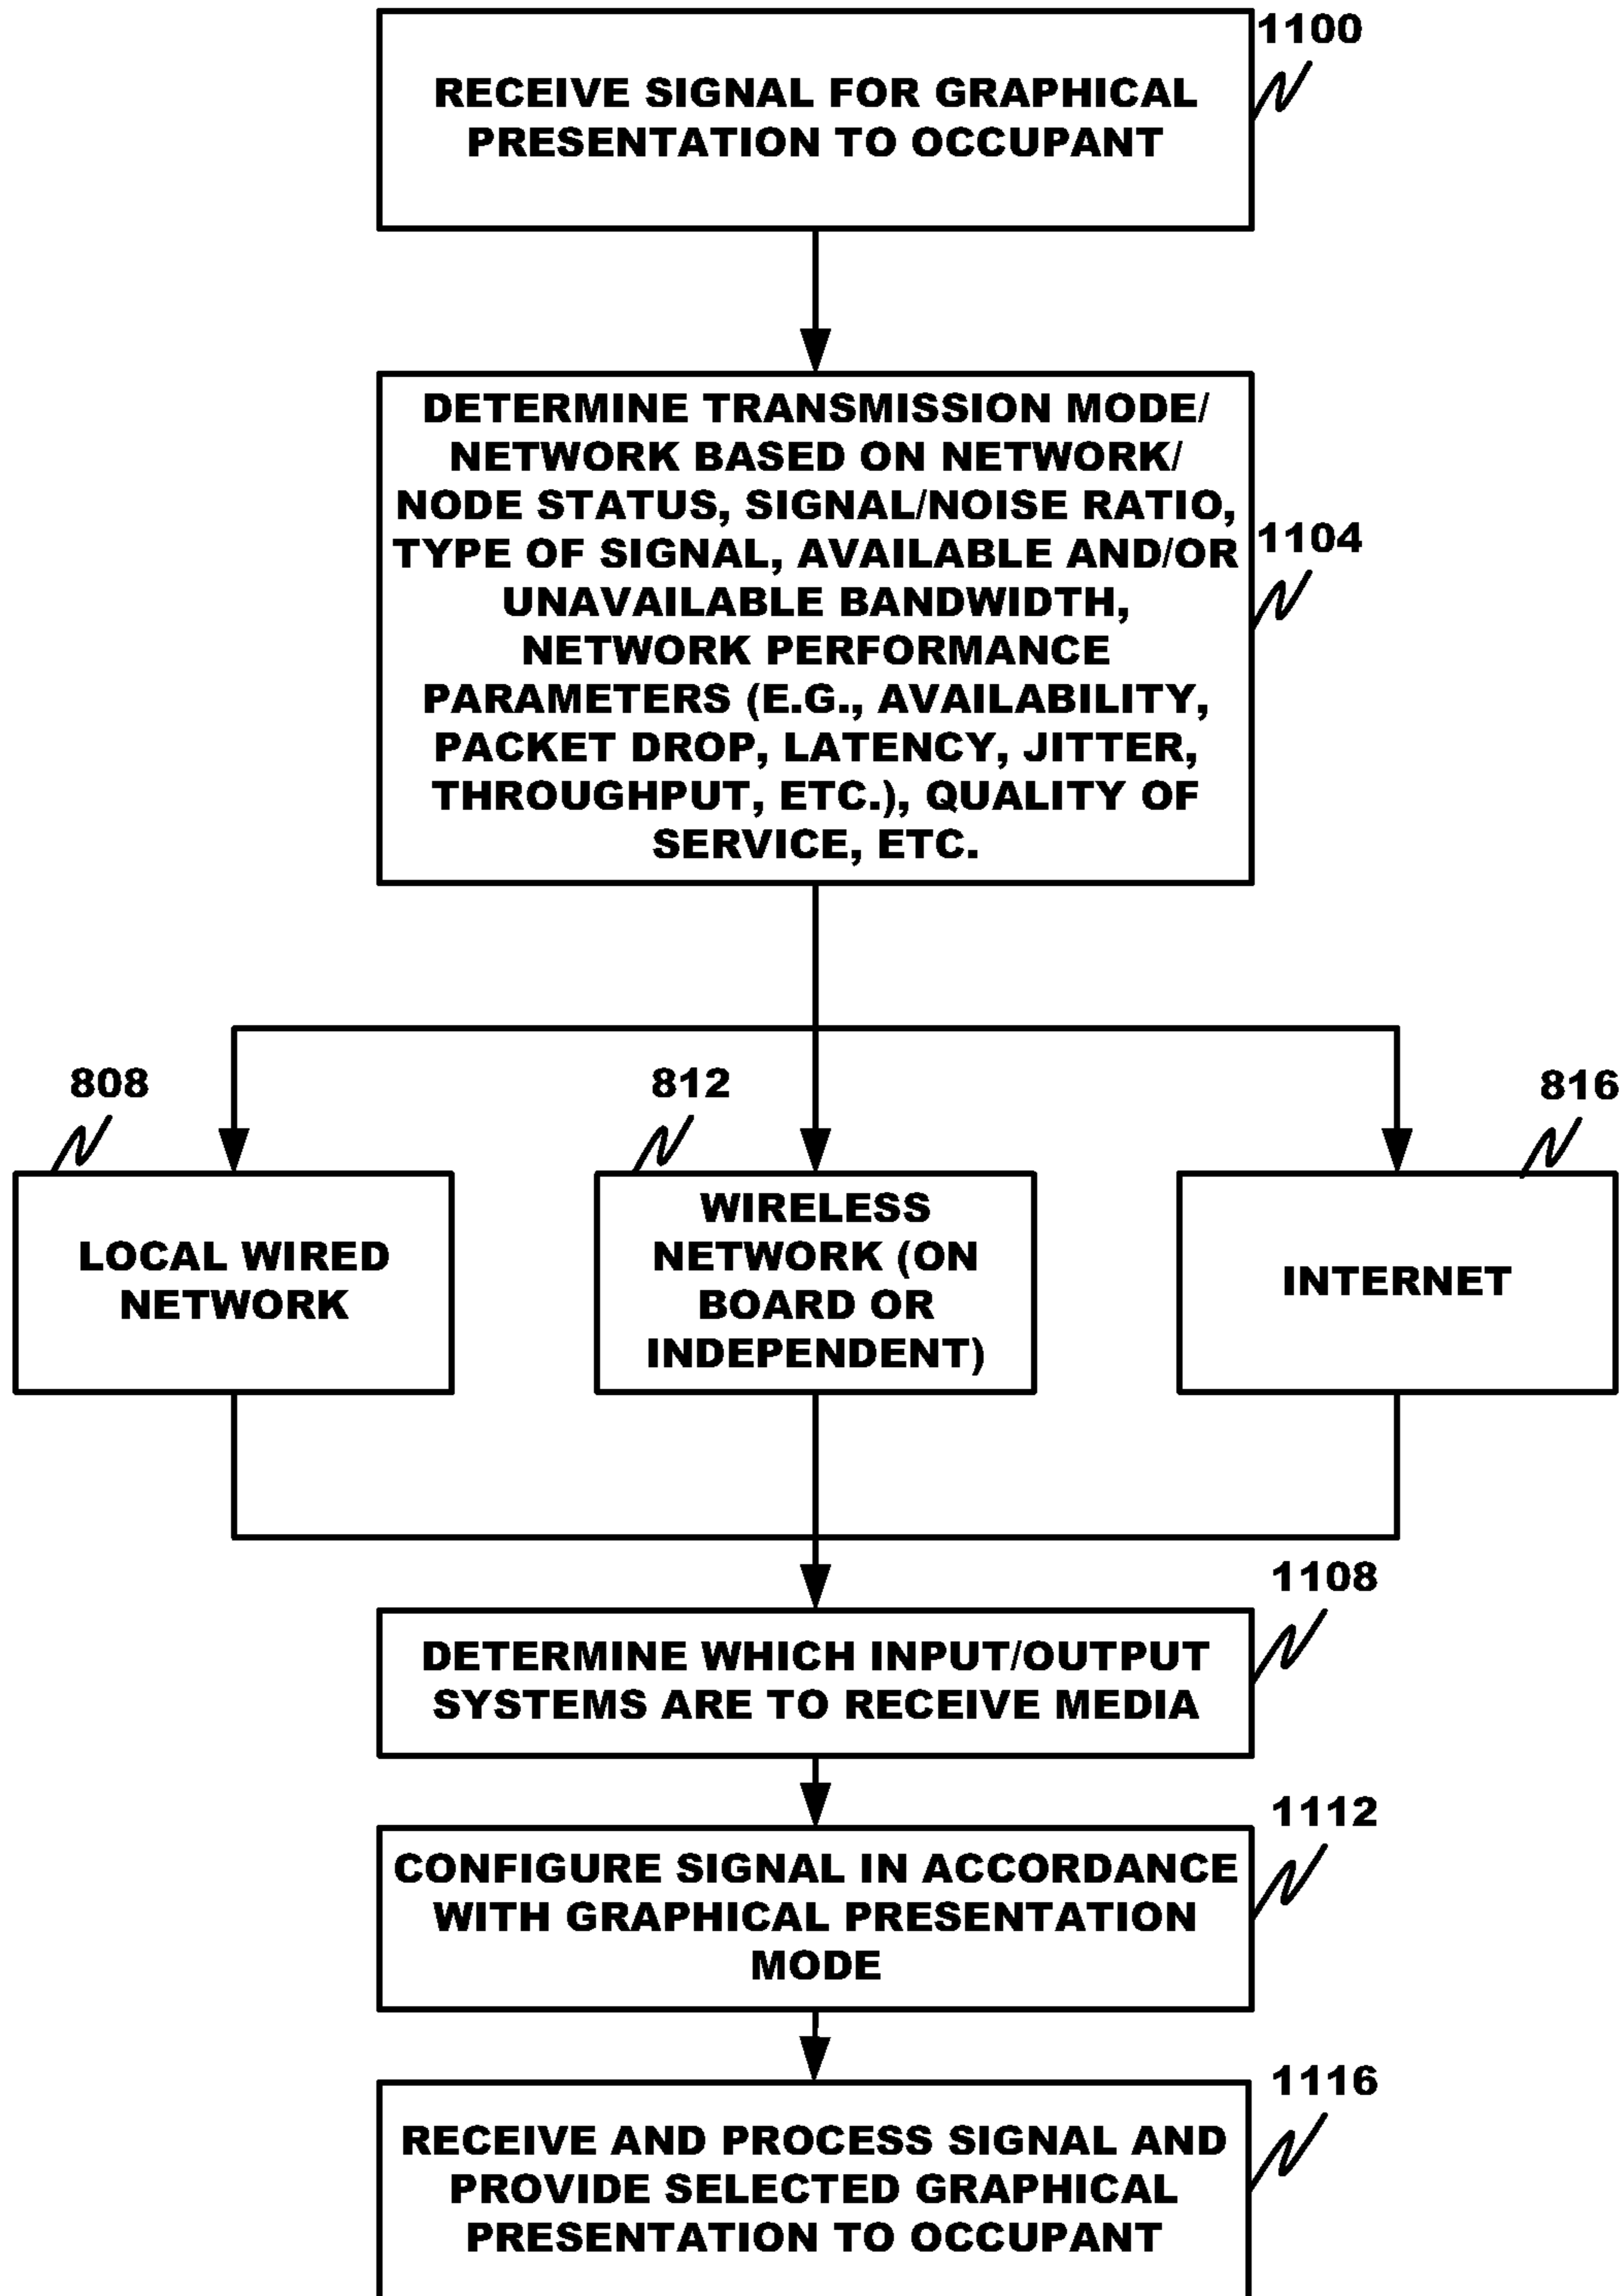 1100
RECEIVE SIGNAL FOR GRAPHICAL
PRESENTATION TO OCCUPANT
DETERMINE TRANSMISSION MODE/
NETWORK BASED ON NETWORK/
NODE STATUS, SIGNAL/NOISE RATIO,
TYPE OF SIGNAL, AVAILABLE AND/OR
UNAVAILABLE BANDWIDTH,
NETWORK PERFORMANCE
PARAMETERS (E.G., AVAILABILITY,
PACKET DROP, LATENCY, JITTER,
THROUGHPUT, ETC.), QUALITY OF
SERVICE, ETC.
1104
808
LOCAL WIRED
NETWORK
812
WIRELESS
NETWORK (ON
BOARD OR
INDEPENDENT)
816
INTERNET
1108
DETERMINE WHICH INPUT/OUTPUT
SYSTEMS ARE TO RECEIVE MEDIA
1112
CONFIGURE SIGNAL IN ACCORDANCE
WITH GRAPHICAL PRESENTATION
MODE
1116
RECEIVE AND PROCESS SIGNAL AND
PROVIDE SELECTED GRAPHICAL
PRESENTATION TO OCCUPANT